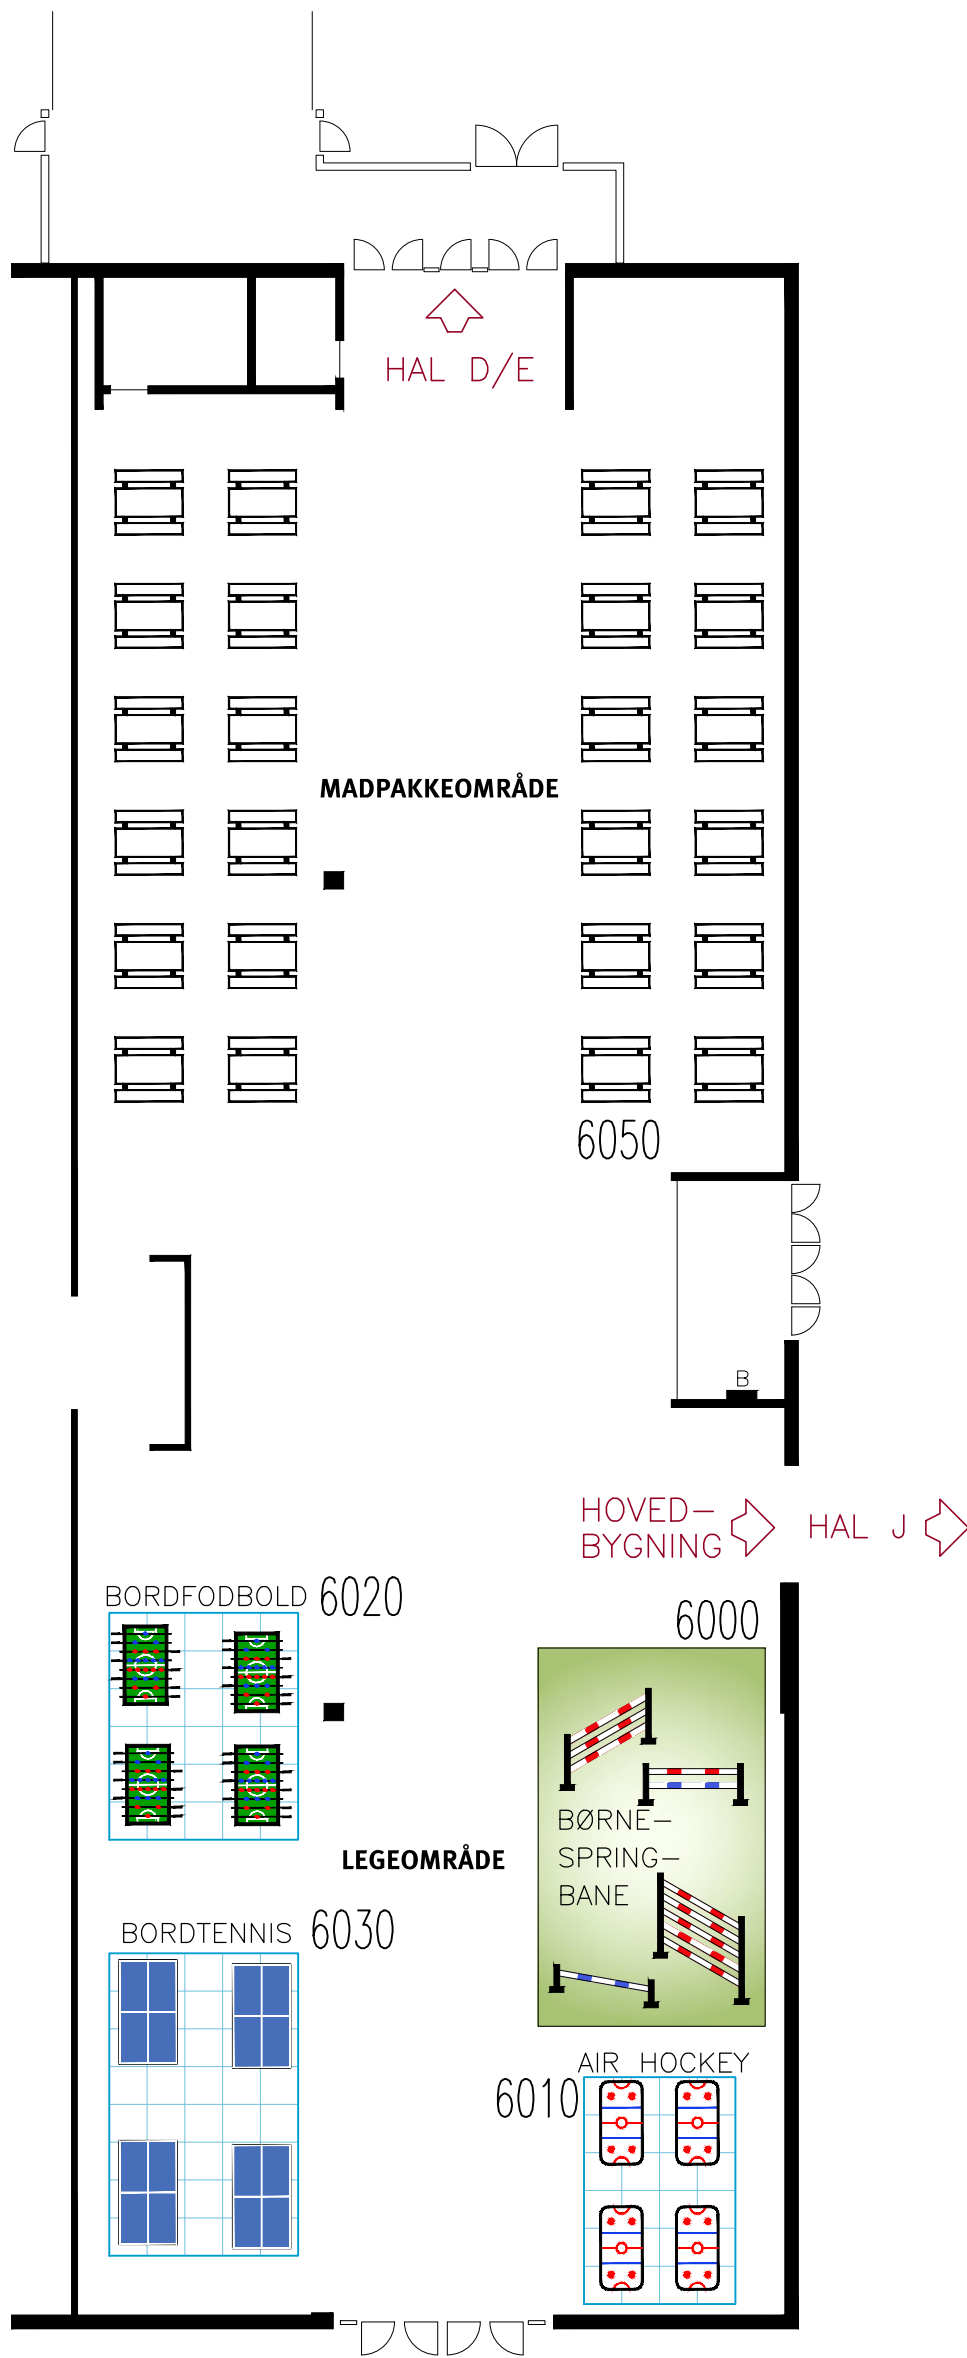 HAL D/E
MADPAKKEOMRÅDE
6050
B
HOVED-
BYGNING
HAL J
BORDFODBOLD
6020
6000
BØRNE-
SPRING-
BANE
LEGEOMRÅDE
BORDTENNIS
6030
AIR HOCKEY
6010